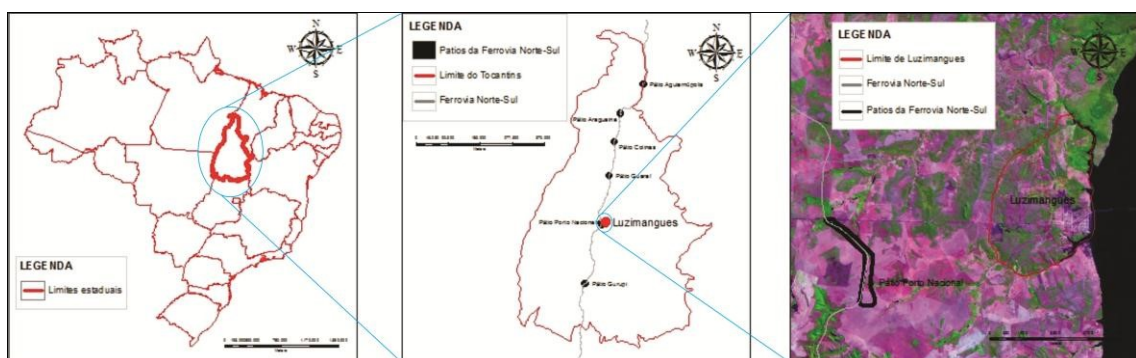 N
W
E
S
LEGENDA
Limites estaduais
LEGENDA
Patios da Ferrovia Norte-Sul
Limite do Tocantins
Ferrovia Norte-Sul
N
W
E
S
Pátio Aguiarnópolis
Pátio Araguaína
Pátio Colinas
Pátio Guaraí
Pátio Porto Nacional
Luzimangues
Pátio Gurupi
LEGENDA
Limite de Luzimangues
Ferrovia Norte-Sul
Patios da Ferrovia Norte-Sul
N
W
E
S
Luzimangues
Pátio Porto Nacional